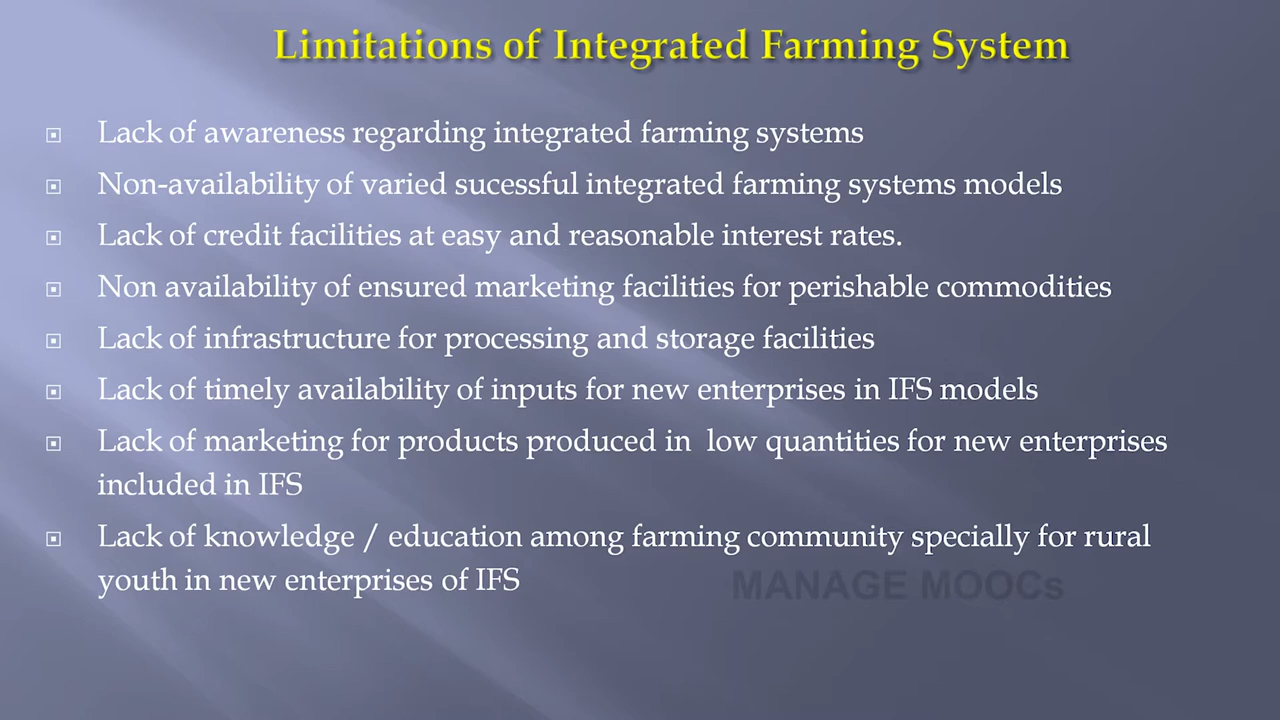 Limitations of Integrated Farming System
Lack of awareness regarding integrated farming systems
Non-availability of varied sucessful integrated farming systems models
Lack of credit facilities at easy and reasonable interest rates.
Non availability of ensured marketing facilities for perishable commodities
Lack of infrastructure for processing and storage facilities
Lack of timely availability of inputs for new enterprises in IFS models
Lack of marketing for products produced in  low quantities for new enterprises
included in IFS
Lack of knowledge / education among farming community specially for rural
youth in new enterprises of IFS
MANAGE MOOCs